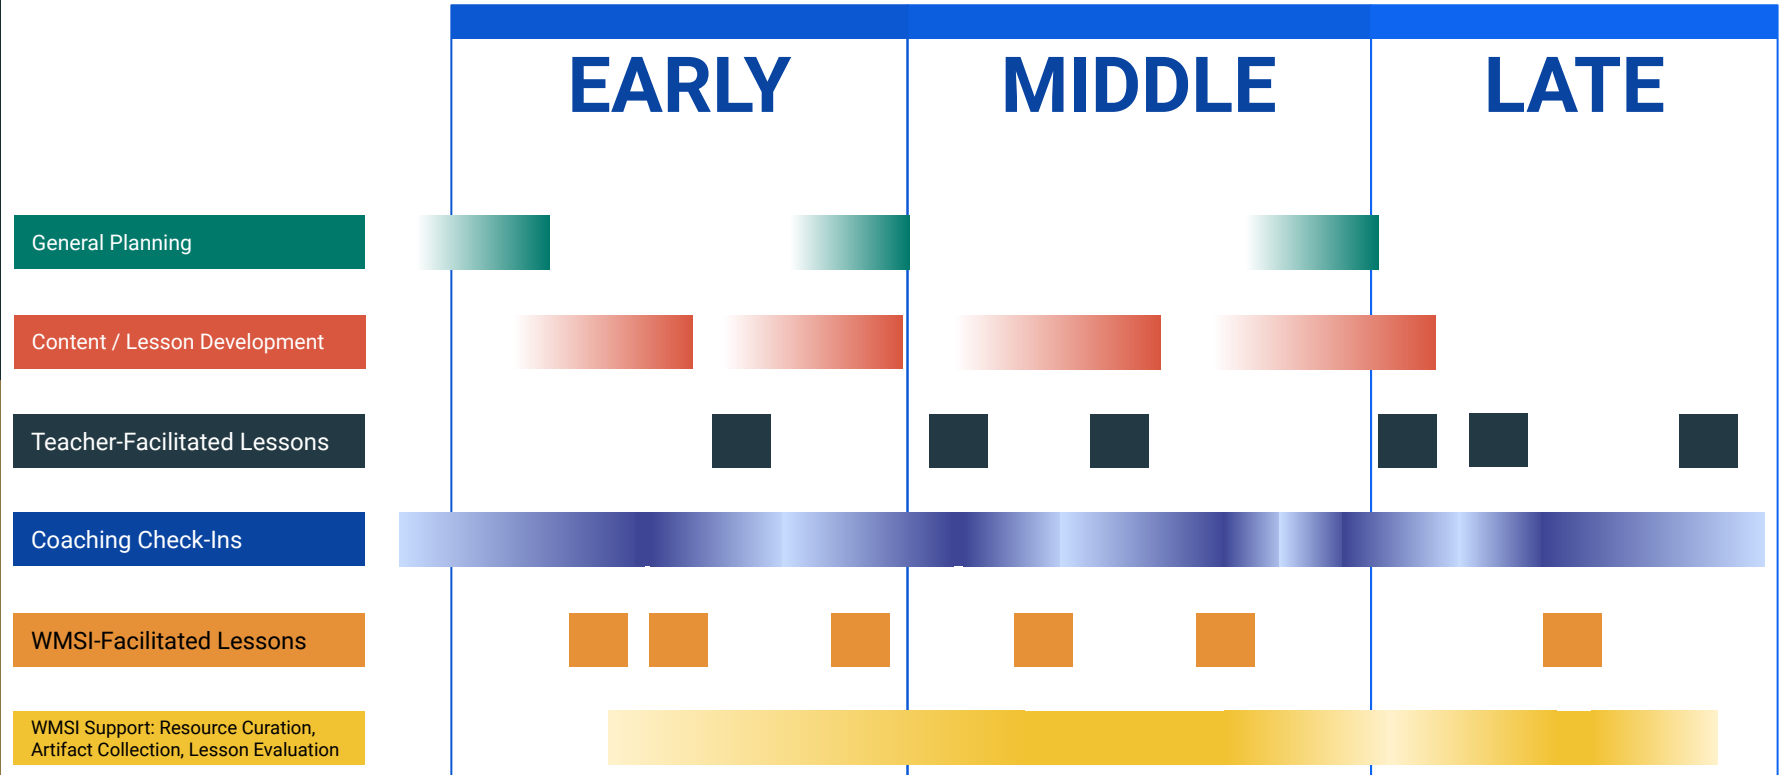 EARLY
MIDDLE
LATE
General Planning
Content / Lesson Development
Teacher-Facilitated Lessons
Coaching Check-Ins
WMSI-Facilitated Lessons
WMSI Support: Resource Curation,
Artifact Collection, Lesson Evaluation